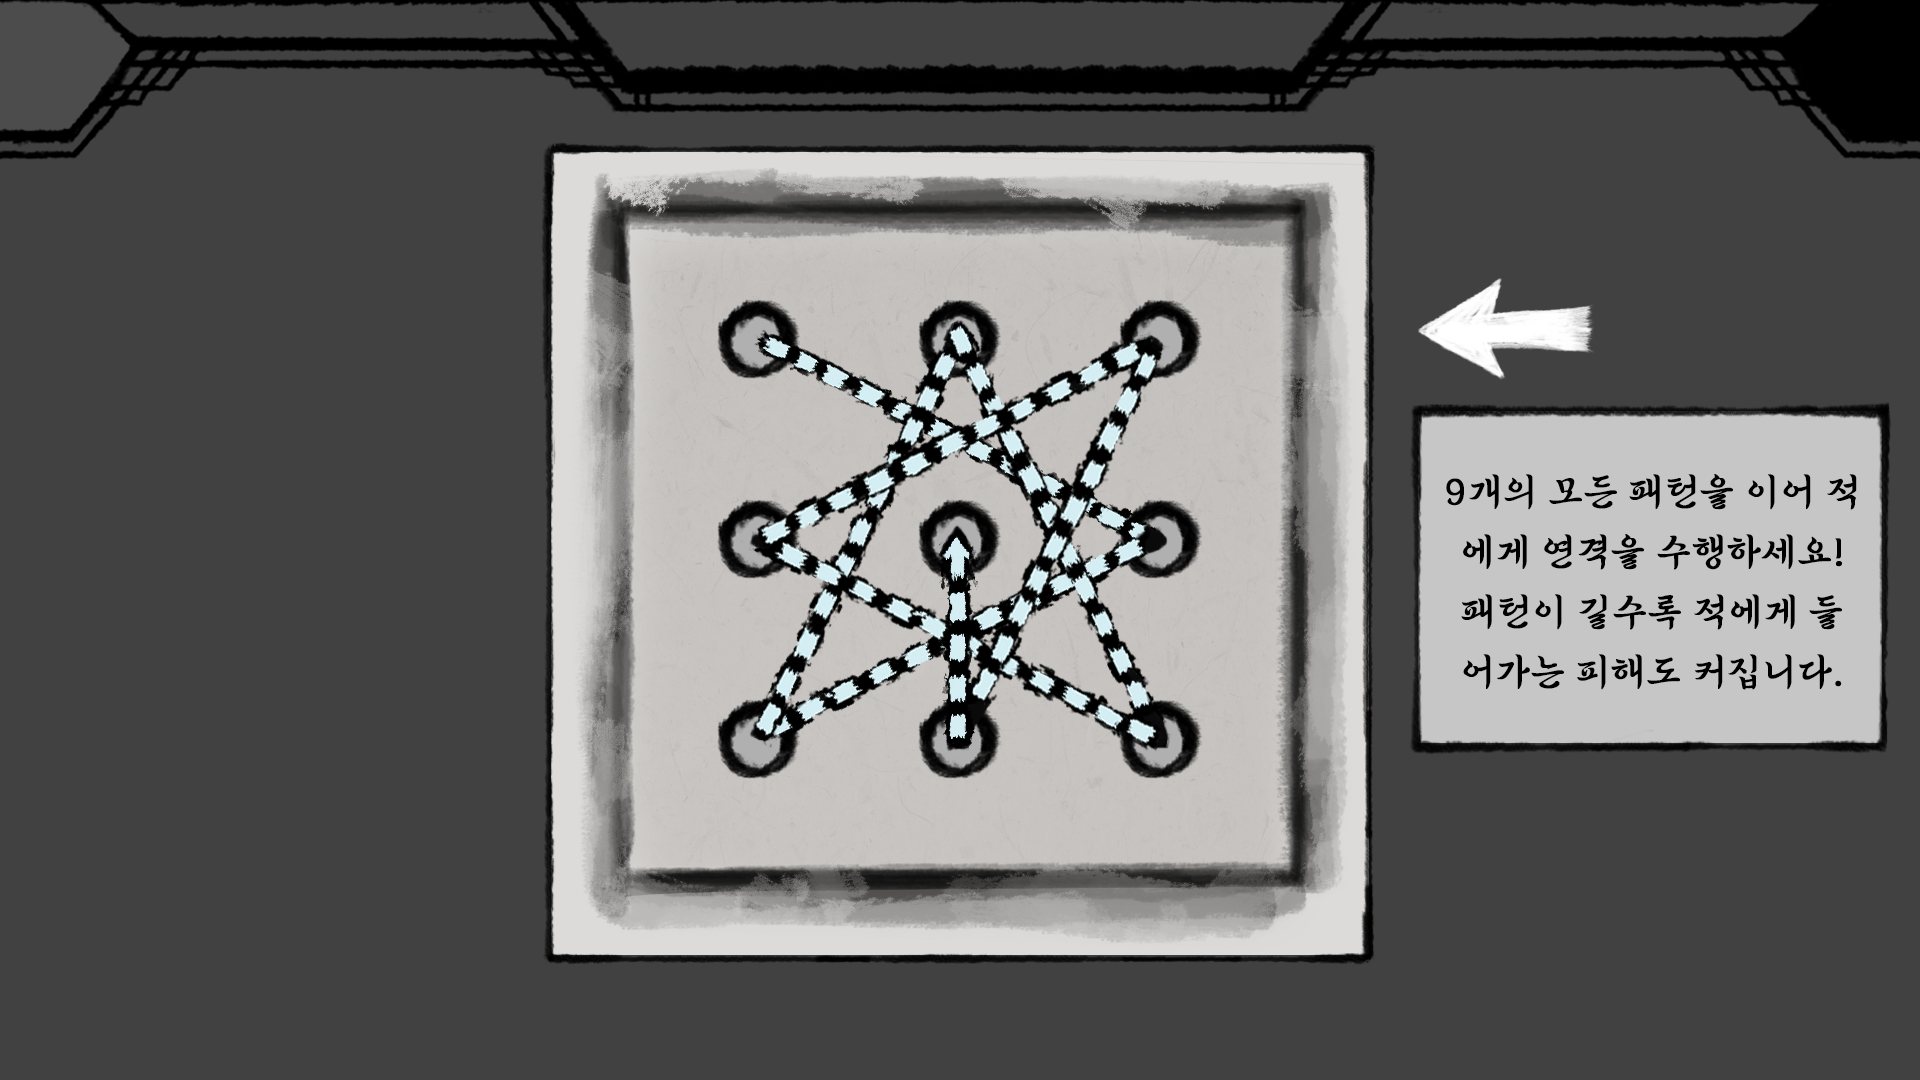 9개의 모든 패턴을 이어 적
에게 연격을 수행하세요!
패턴이 길수록 적에게 들
어가는 피해도 커집니다.